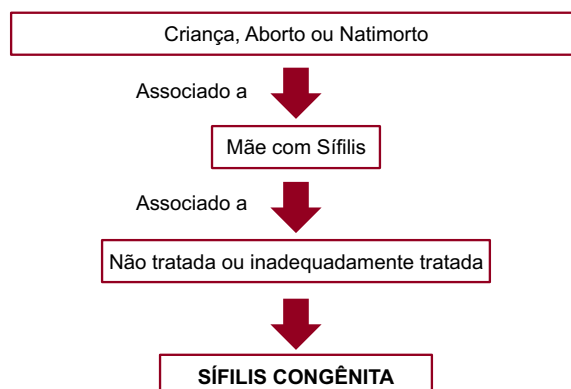 Criança, Aborto ou Natimorto
Associado a
Mãe com Sífilis
Associado a
Não tratada ou inadequadamente tratada
SÍFILIS CONGÊNITA